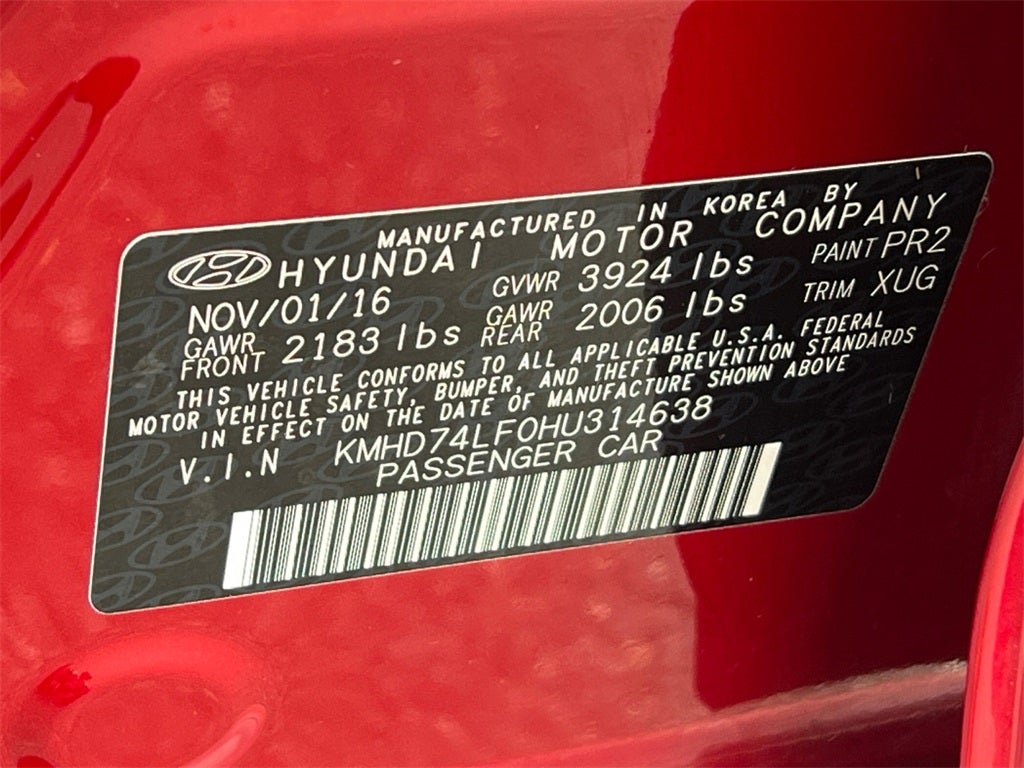 MANUFACTURED IN KOREA BY
HYUNDAI MOTOR COMPANY
NOV/01/16 GVWR 3924 lbs PAINT PR2
GAWR FRONT 2183 lbs GAWR REAR 2006 lbs TRIM XUG
THIS VEHICLE CONFORMS TO ALL APPLICABLE U.S.A. FEDERAL
MOTOR VEHICLE SAFETY, BUMPER, AND THEFT PREVENTION STANDARDS
IN EFFECT ON THE DATE OF MANUFACTURE SHOWN ABOVE
V.I.N KMHD74LF0HU314638
PASSENGER CAR